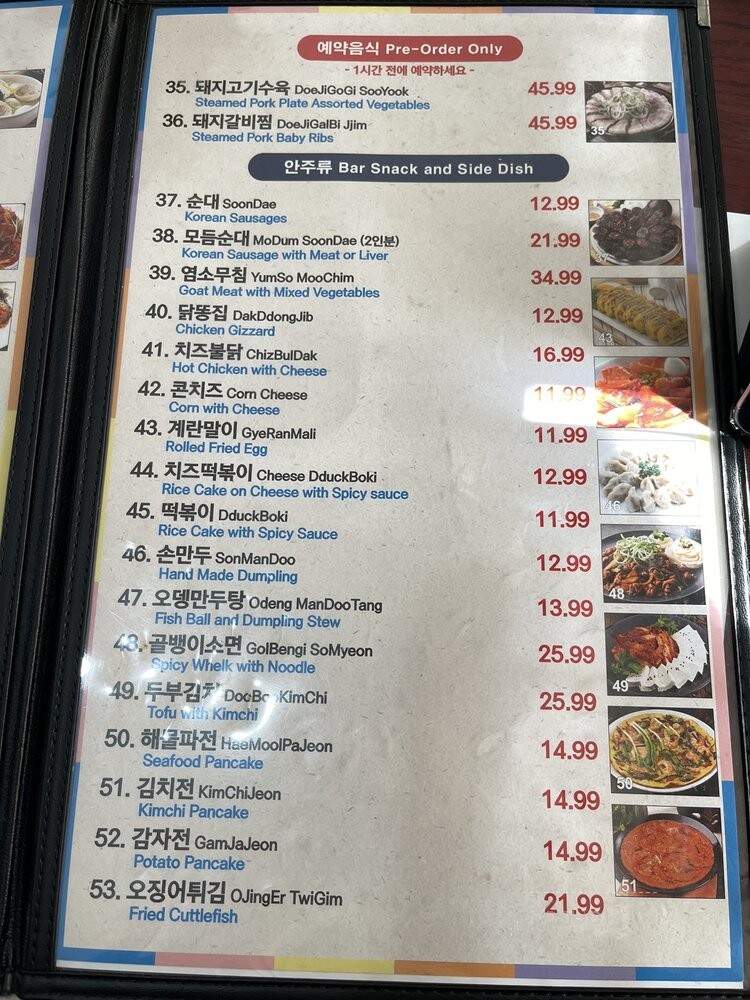 예약음식 Pre-Order Only
- 1시간 전에 예약하세요 -
35. 돼지고기수육 DoeJiGoGi SooYook 45.99
Steamed Pork Plate Assorted Vegetables
36. 돼지갈비찜 DoeJiGalBi Jjim 45.99
Steamed Pork Baby Ribs
35
안주류 Bar Snack and Side Dish
37. 순대 SoonDae 12.99
Korean Sausages
38. 모듬순대 MoDum SoonDae (2인분) 21.99
Korean Sausage with Meat or Liver
39. 염소무침 YumSo MooChim 34.99
Goat Meat with Mixed Vegetables
40. 닭똥집 DakDdongJib 12.99
Chicken Gizzard
43
41. 치즈불닭 ChizBulDak 16.99
Hot Chicken with Cheese
42. 콘치즈 Corn Cheese 11.99
Corn with Cheese
43. 계란말이 GyeRanMali 11.99
Rolled Fried Egg
44. 치즈떡볶이 Cheese DduckBoki 12.99
Rice Cake on Cheese with Spicy sauce
46
45. 떡볶이 DduckBoki 11.99
Rice Cake with Spicy Sauce
46. 손만두 SonManDoo 12.99
Hand Made Dumpling
48
47. 오뎅만두탕 Odeng ManDooTang 13.99
Fish Ball and Dumpling Stew
48. 골뱅이소면 GolBengi SoMyeon 25.99
Spicy Whelk with Noodle
49
49. 두부김치 DooBooKimChi 25.99
Tofu with Kimchi
50. 해물파전 HaeMoolPaJeon 14.99
Seafood Pancake
50
51. 김치전 KimChiJeon 14.99
Kimchi Pancake
52. 감자전 GamJaJeon 14.99
Potato Pancake
51
53. 오징어튀김 OJingEr TwiGim 21.99
Fried Cuttlefish